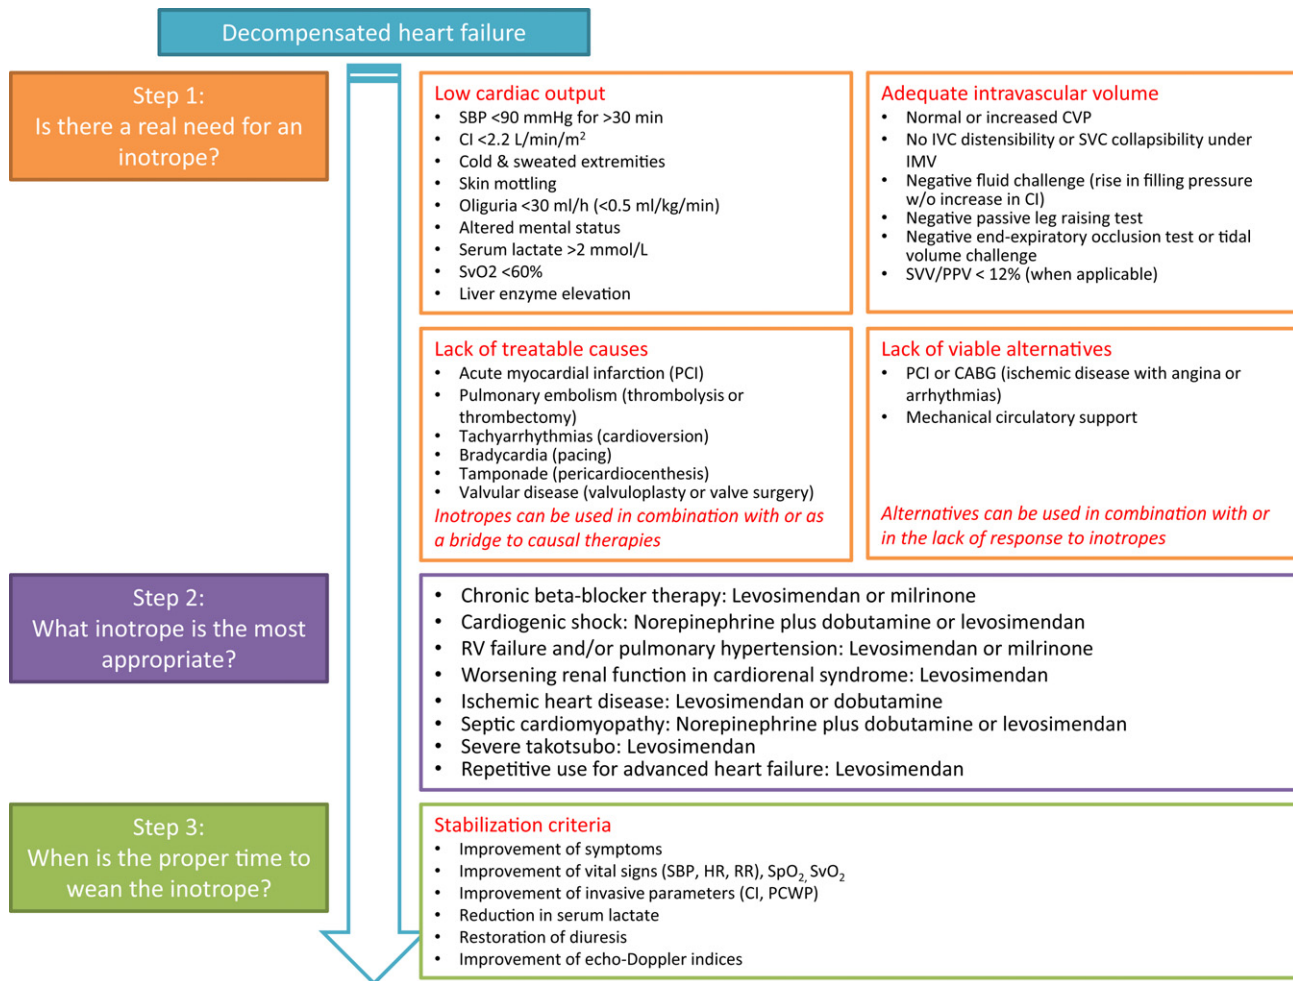 Decompensated heart failure
Step 1:
Is there a real need for an
inotrope?
Low cardiac output
• SBP <90 mmHg for >30 min
• CI <2.2 L/min/m²
• Cold & sweated extremities
• Skin mottling
• Oliguria <30 ml/h (<0.5 ml/kg/min)
• Altered mental status
• Serum lactate >2 mmol/L
• SvO2 <60%
• Liver enzyme elevation
Adequate intravascular volume
• Normal or increased CVP
• No IVC distensibility or SVC collapsibility under
IMV
• Negative fluid challenge (rise in filling pressure
w/o increase in CI)
• Negative passive leg raising test
• Negative end-expiratory occlusion test or tidal
volume challenge
• SVV/PPV < 12% (when applicable)
Lack of treatable causes
• Acute myocardial infarction (PCI)
• Pulmonary embolism (thrombolysis or
thrombectomy)
• Tachyarrhythmias (cardioversion)
• Bradycardia (pacing)
• Tamponade (pericardiocenthesis)
• Valvular disease (valvuloplasty or valve surgery)
Inotropes can be used in combination with or as
a bridge to causal therapies
Lack of viable alternatives
• PCI or CABG (ischemic disease with angina or
arrhythmias)
• Mechanical circulatory support
Alternatives can be used in combination with or
in the lack of response to inotropes
Step 2:
What inotrope is the most
appropriate?
• Chronic beta-blocker therapy: Levosimendan or milrinone
• Cardiogenic shock: Norepinephrine plus dobutamine or levosimendan
• RV failure and/or pulmonary hypertension: Levosimendan or milrinone
• Worsening renal function in cardiorenal syndrome: Levosimendan
• Ischemic heart disease: Levosimendan or dobutamine
• Septic cardiomyopathy: Norepinephrine plus dobutamine or levosimendan
• Severe takotsubo: Levosimendan
• Repetitive use for advanced heart failure: Levosimendan
Step 3:
When is the proper time to
wean the inotrope?
Stabilization criteria
• Improvement of symptoms
• Improvement of vital signs (SBP, HR, RR), SpO₂, SvO₂
• Improvement of invasive parameters (CI, PCWP)
• Reduction in serum lactate
• Restoration of diuresis
• Improvement of echo-Doppler indices